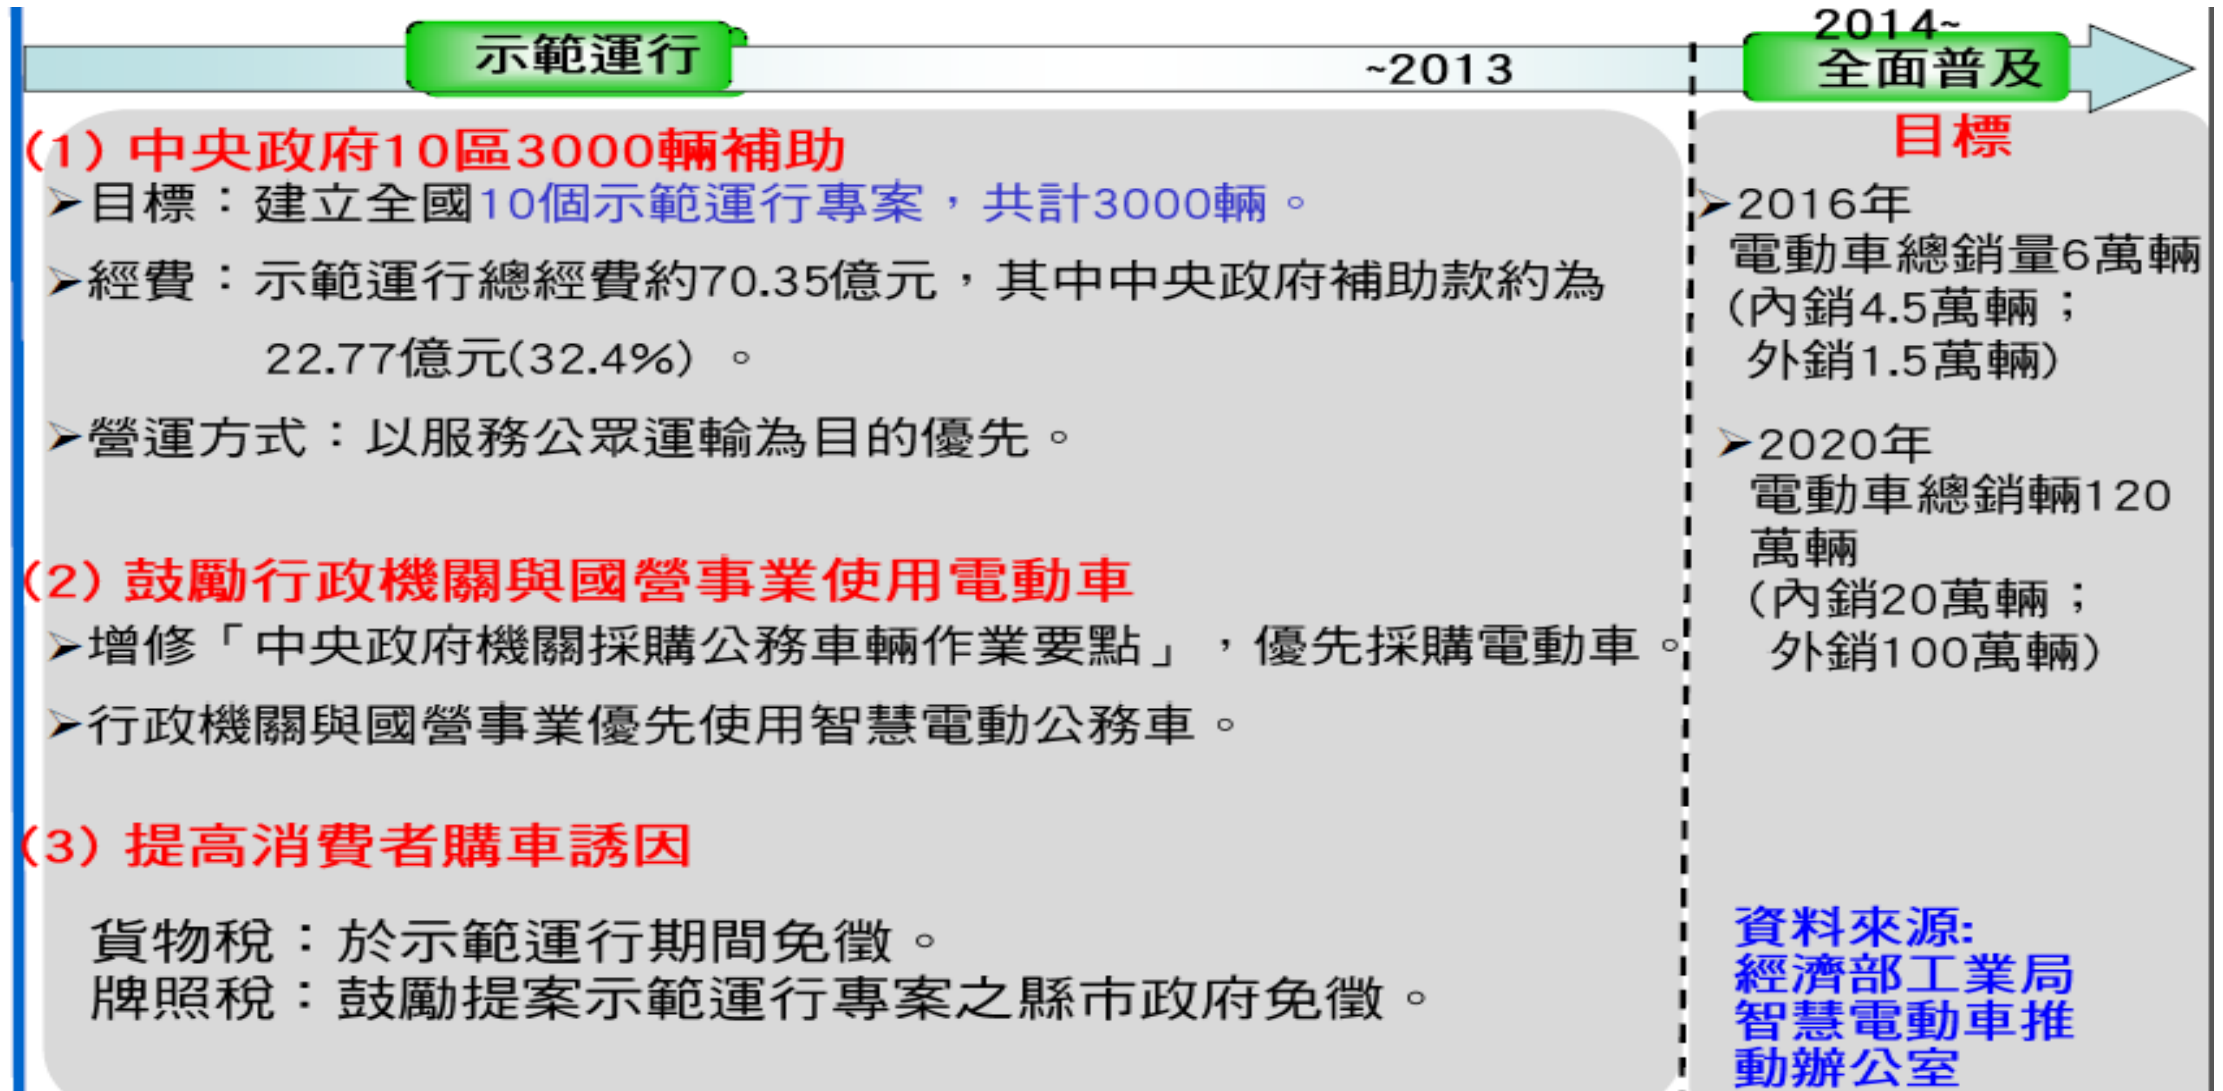 示範運行
~2013
2014~
全面普及
(1) 中央政府10區3000輛補助
➢目標：建立全國10個示範運行專案，共計3000輛。
➢經費：示範運行總經費約70.35億元，其中中央政府補助款約為
22.77億元(32.4%) 。
➢營運方式：以服務公眾運輸為目的優先。
(2) 鼓勵行政機關與國營事業使用電動車
➢增修「中央政府機關採購公務車輛作業要點」，優先採購電動車。
➢行政機關與國營事業優先使用智慧電動公務車。
(3) 提高消費者購車誘因
貨物稅：於示範運行期間免徵。
牌照稅：鼓勵提案示範運行專案之縣市政府免徵。
目標
➢2016年
電動車總銷量6萬輛
(內銷4.5萬輛；
外銷1.5萬輛)
➢2020年
電動車總銷輛120
萬輛
(內銷20萬輛；
外銷100萬輛)
資料來源:
經濟部工業局
智慧電動車推
動辦公室